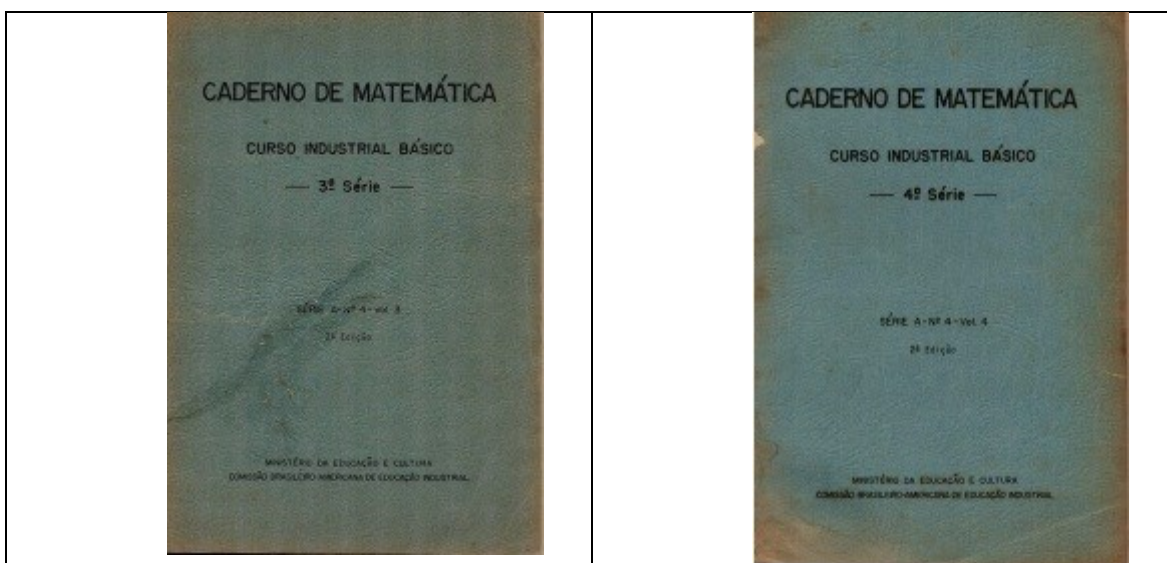 CADERNO DE MATEMÁTICA
CURSO INDUSTRIAL BÁSICO
— 3ª Série —
SÉRIE A - Nº 4 - Vol. 3
2ª Edição
MINISTÉRIO DA EDUCAÇÃO E CULTURA
COMISSÃO BRASILEIRO-AMERICANA DE EDUCAÇÃO INDUSTRIAL
CADERNO DE MATEMÁTICA
CURSO INDUSTRIAL BÁSICO
— 4ª Série —
SÉRIE A - Nº 4 - Vol. 4
2ª Edição
MINISTÉRIO DA EDUCAÇÃO E CULTURA
COMISSÃO BRASILEIRO-AMERICANA DE EDUCAÇÃO INDUSTRIAL